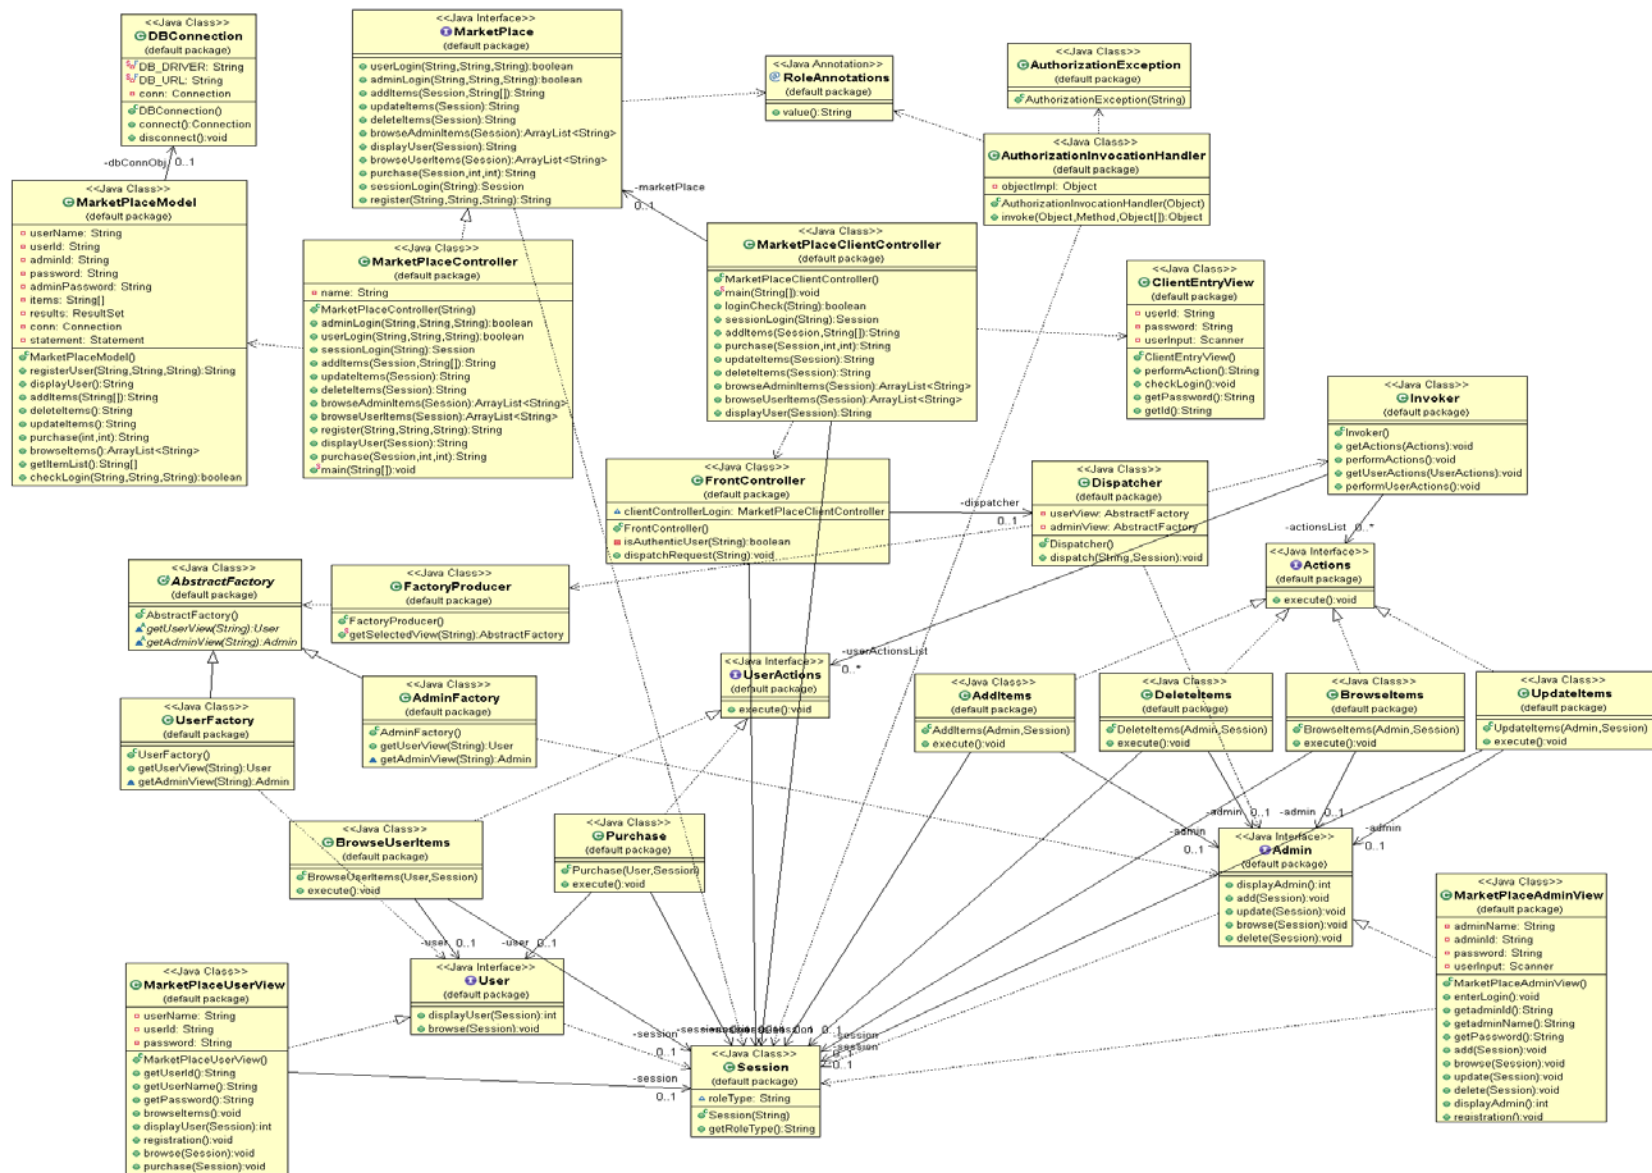 <<Java Class>>
DBConnection
(default package)
DB_DRIVER: String
DB_URL: String
conn: Connection
DBConnection()
connect():Connection
disconnect():void
-dbConnObj
0..1
<<Java Class>>
MarketPlaceModel
(default package)
userName: String
userId: String
adminId: String
password: String
adminPassword: String
items: String[]
results: ResultSet
conn: Connection
statement: Statement
MarketPlaceModel()
registerUser(String,String,String):String
displayUser():String
addItems(String[]):String
deleteItems():String
updateItems():String
purchase(int,int):String
browseItems():ArrayList<String>
getItemList():String[]
checkLogin(String,String,String):boolean
<<Java Interface>>
MarketPlace
(default package)
userLogin(String,String,String):boolean
adminLogin(String,String,String):boolean
addItems(Session,String[]):String
updateItems(Session):String
deleteItems(Session):String
browseAdminItems(Session):ArrayList<String>
displayUser(Session):String
browseUserItems(Session):ArrayList<String>
purchase(Session,int,int):String
sessionLogin(String):Session
register(String,String,String):String
<<Java Class>>
MarketPlaceController
(default package)
name: String
MarketPlaceController(String)
adminLogin(String,String,String):boolean
userLogin(String,String,String):boolean
sessionLogin(String):Session
addItems(Session,String[]):String
updateItems(Session):String
deleteItems(Session):String
browseAdminItems(Session):ArrayList<String>
browseUserItems(Session):ArrayList<String>
register(String,String,String):String
displayUser(Session):String
purchase(Session,int,int):String
main(String[]):void
<<Java Annotation>>
RoleAnnotations
(default package)
value():String
<<Java Class>>
AuthorizationException
(default package)
AuthorizationException(String)
<<Java Class>>
AuthorizationInvocationHandler
(default package)
objectImpl: Object
AuthorizationInvocationHandler(Object)
invoke(Object,Method,Object[]):Object
-marketPlace
0..1
<<Java Class>>
MarketPlaceClientController
(default package)
MarketPlaceClientController()
main(String[]):void
loginCheck(String):boolean
sessionLogin(String):Session
addItems(Session,String[]):String
purchase(Session,int,int):String
updateItems(Session):String
deleteItems(Session):String
browseAdminItems(Session):ArrayList<String>
browseUserItems(Session):ArrayList<String>
displayUser(Session):String
<<Java Class>>
ClientEntryView
(default package)
userId: String
password: String
userInput: Scanner
ClientEntryView()
performAction():String
checkLogin():void
getPassword():String
getId():String
<<Java Class>>
Invoker
(default package)
Invoker()
getActions(Actions):void
performActions():void
getUserActions(UserActions):void
performUserActions():void
<<Java Class>>
FrontController
(default package)
clientControllerLogin: MarketPlaceClientController
FrontController()
isAuthenticUser(String):boolean
dispatchRequest(String):void
-dispatcher
0..1
<<Java Class>>
Dispatcher
(default package)
userView: AbstractFactory
adminView: AbstractFactory
Dispatcher()
dispatch(String,Session):void
-actionsList
0..*
<<Java Interface>>
Actions
(default package)
execute():void
<<Java Class>>
AbstractFactory
(default package)
AbstractFactory()
getUserView(String):User
getAdminView(String):Admin
<<Java Class>>
FactoryProducer
(default package)
FactoryProducer()
getSelectedView(String):AbstractFactory
<<Java Class>>
UserFactory
(default package)
UserFactory()
getUserView(String):User
getAdminView(String):Admin
<<Java Class>>
AdminFactory
(default package)
AdminFactory()
getUserView(String):User
getAdminView(String):Admin
-userActionsList
0..*
<<Java Interface>>
UserActions
(default package)
execute():void
<<Java Class>>
AddItems
(default package)
AddItems(Admin,Session)
execute():void
<<Java Class>>
DeleteItems
(default package)
DeleteItems(Admin,Session)
execute():void
<<Java Class>>
BrowseItems
(default package)
BrowseItems(Admin,Session)
execute():void
<<Java Class>>
UpdateItems
(default package)
UpdateItems(Admin,Session)
execute():void
<<Java Class>>
BrowseUserItems
(default package)
BrowseUserItems(User,Session)
execute():void
<<Java Class>>
Purchase
(default package)
Purchase(User,Session)
execute():void
-admin
0..1
-admin 0..1
-admin 0..1
-admin
0..1
<<Java Interface>>
Admin
(default package)
displayAdmin():int
add(Session):void
update(Session):void
browse(Session):void
delete(Session):void
<<Java Class>>
MarketPlaceAdminView
(default package)
adminName: String
adminId: String
password: String
userInput: Scanner
MarketPlaceAdminView()
enterLogin():void
getadminId():String
getadminName():String
getPassword():String
add(Session):void
browse(Session):void
update(Session):void
delete(Session):void
displayAdmin():int
registration():void
-user 0..1
-user 0..1
<<Java Interface>>
User
(default package)
displayUser(Session):int
browse(Session):void
<<Java Class>>
MarketPlaceUserView
(default package)
userName: String
userId: String
password: String
MarketPlaceUserView()
getUserId():String
getUserName():String
getPassword():String
browseItems():void
displayUser(Session):int
registration():void
browse(Session):void
purchase(Session):void
-session
0..1
-session
0..1
-session
-session
0..1
0..1
<<Java Class>>
Session
(default package)
roleType: String
Session(String)
getRoleType():String